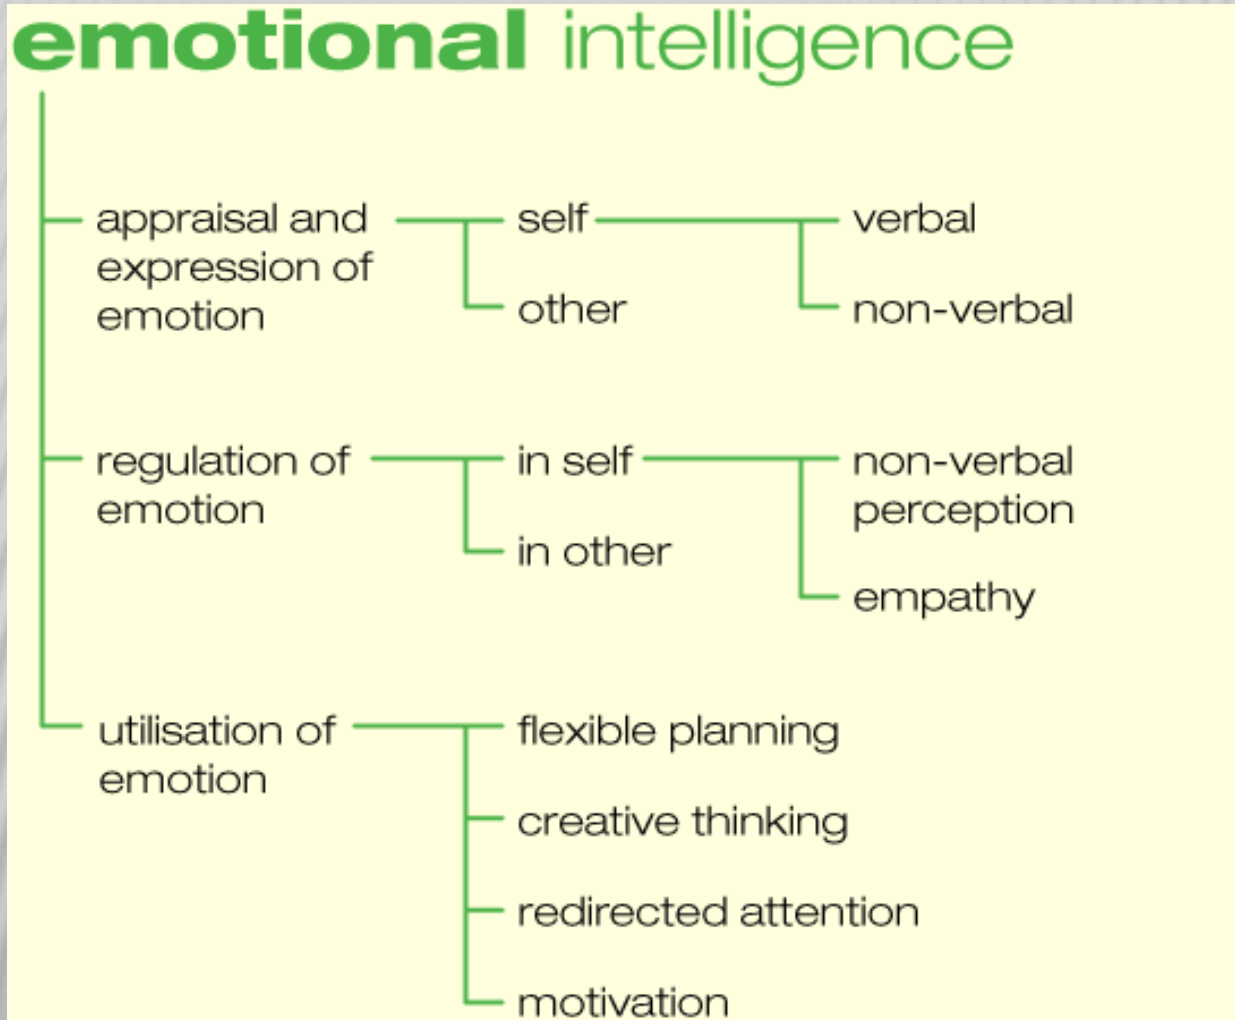 emotional intelligence
appraisal and
expression of
emotion
self
other
verbal
non-verbal
regulation of
emotion
in self
in other
non-verbal
perception
empathy
utilisation of
emotion
flexible planning
creative thinking
redirected attention
motivation